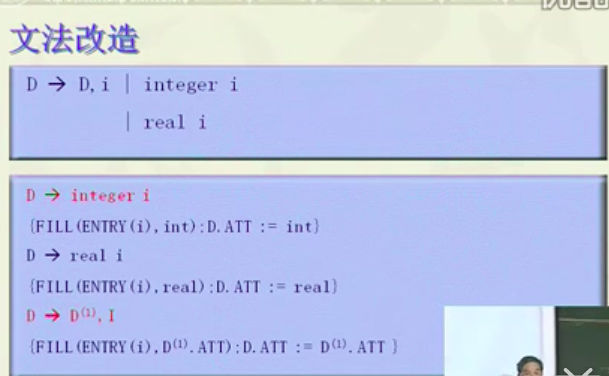 文法改造
D → D,i | integer i
| real i
D → integer i
{FILL(ENTRY(i),int);D.ATT := int}
D → real i
{FILL(ENTRY(i),real);D.ATT := real}
D → D⁽¹⁾,I
{FILL(ENTRY(i),D⁽¹⁾.ATT);D.ATT := D⁽¹⁾.ATT }